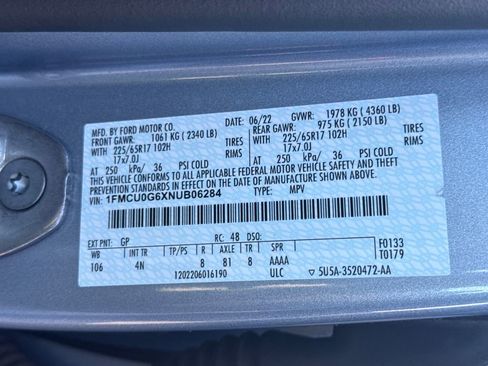 MFD. BY FORD MOTOR CO. 06/22 GVWR: 1978 KG (4360 LB)
FRONT GAWR: 1061 KG (2340 LB) REAR GAWR: 975 KG (2150 LB)
WITH 225/65R17 102H TIRES WITH 225/65R17 102H TIRES
17x7.0J RIMS 17x7.0J RIMS
AT 250 kPa/ 36 PSI COLD AT 250 kPa/ 36 PSI COLD
THIS VEHICLE CONFORMS TO ALL APPLICABLE FEDERAL MOTOR VEHICLE SAFETY AND THEFT
PREVENTION STANDARDS IN EFFECT ON THE DATE OF MANUFACTURE SHOWN ABOVE.
VIN: 1FMCU0G6XNUB06284 TYPE: MPV
EXT PNT: GP RC: 48 DSO: F0133
WB INT TR TP/PS R AXLE TR SPR T0179
106 4N 8 81 8 AAAA
1202206016190 ULC ▽ 5U5A-3520472-AA